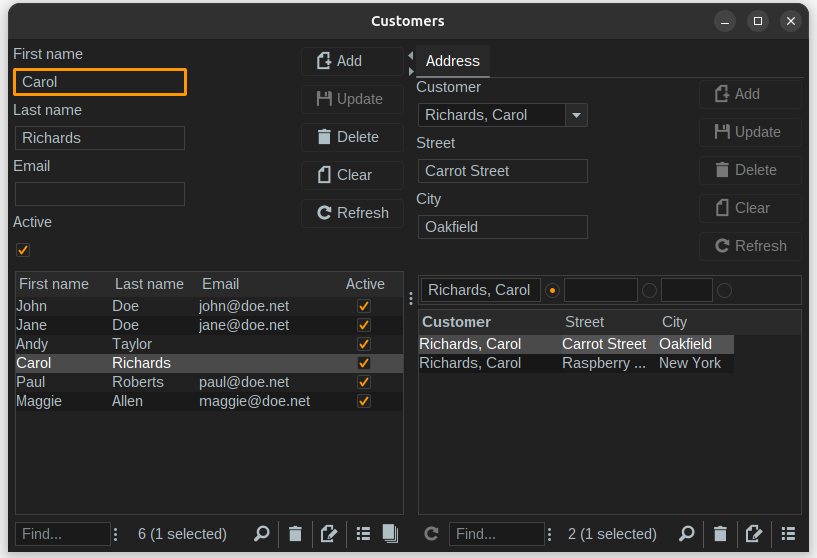 Customers
First name
Carol
Last name
Richards
Email
Active
Add
Update
Delete
Clear
Refresh
First name Last name Email Active
John Doe john@doe.net
Jane Doe jane@doe.net
Andy Taylor
Carol Richards
Paul Roberts paul@doe.net
Maggie Allen maggie@doe.net
Find... 6 (1 selected)
Address
Customer
Richards, Carol
Street
Carrot Street
City
Oakfield
Add
Update
Delete
Clear
Refresh
Richards, Carol
Customer Street City
Richards, Carol Carrot Street Oakfield
Richards, Carol Raspberry ... New York
Find... 2 (1 selected)